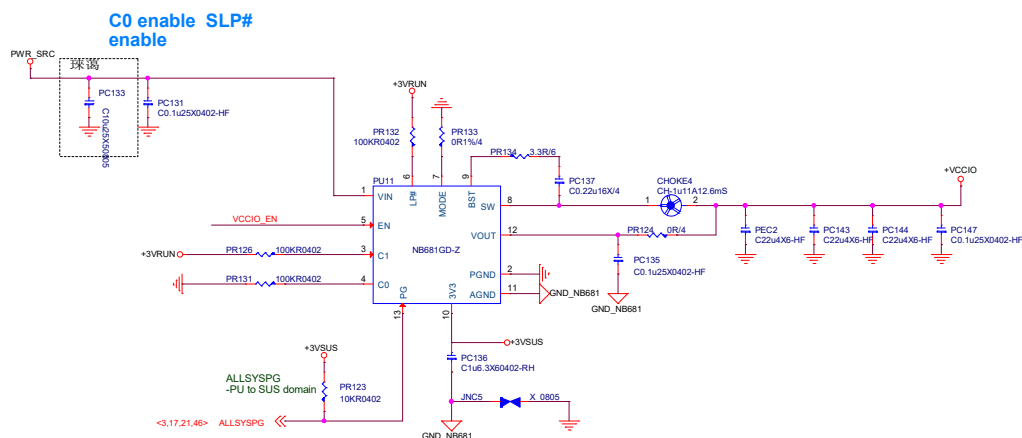 C0 enable  SLP#
enable
PWR_SRC
PC133
C10u25X50805
PC131
C0.1u25X0402-HF
+3VRUN
PR132
100KR0402
PR133
0R1%/4
PR134
3.3R/6
PC137
C0.22u16X/4
CHOKE4
CH-1u11A12.6mS
+VCCIO
PU11
1
VIN
6
LP#
7
MODE
9
BST
SW
8
1
2
VCCIO_EN
5
EN
VOUT
12
PR124
0R/4
PEC2
C22u4X6-HF
PC143
C22u4X6-HF
PC144
C22u4X6-HF
PC147
C0.1u25X0402-HF
+3VRUN
PR126
100KR0402
3
C1
NB681GD-Z
PC135
C0.1u25X0402-HF
PR131
100KR0402
4
C0
PGND
2
AGND
11
GND_NB681
GND_NB681
PG
13
3V3
10
+3VSUS
+3VSUS
PC136
C1u6.3X60402-RH
ALLSYSPG
-PU to SUS domain
PR123
10KR0402
JNC5
X_0805
<3,17,21,46>
ALLSYSPG
GND_NB681